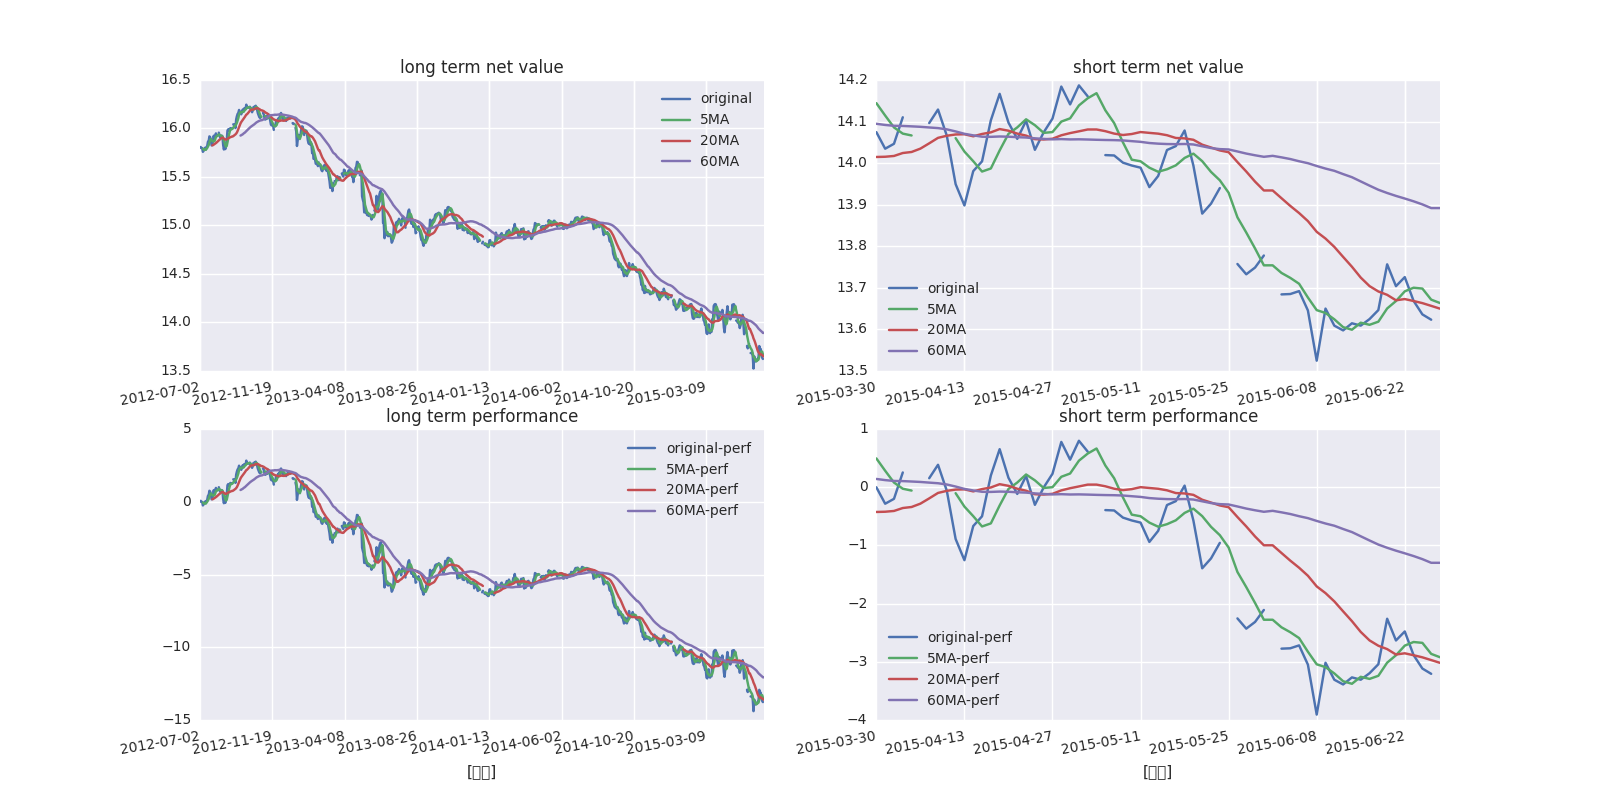 long term net value
16.5
16.0
15.5
15.0
14.5
14.0
13.5
original
5MA
20MA
60MA
2012-07-02 2012-11-19 2013-04-08 2013-08-26 2014-01-13 2014-06-02 2014-10-20 2015-03-09
short term net value
14.2
14.1
14.0
13.9
13.8
13.7
13.6
13.5
original
5MA
20MA
60MA
2015-03-30 2015-04-13 2015-04-27 2015-05-11 2015-05-25 2015-06-08 2015-06-22
long term performance
5
0
−5
−10
−15
original-perf
5MA-perf
20MA-perf
60MA-perf
2012-07-02 2012-11-19 2013-04-08 2013-08-26 2014-01-13 2014-06-02 2014-10-20 2015-03-09
short term performance
1
0
−1
−2
−3
−4
original-perf
5MA-perf
20MA-perf
60MA-perf
2015-03-30 2015-04-13 2015-04-27 2015-05-11 2015-05-25 2015-06-08 2015-06-22